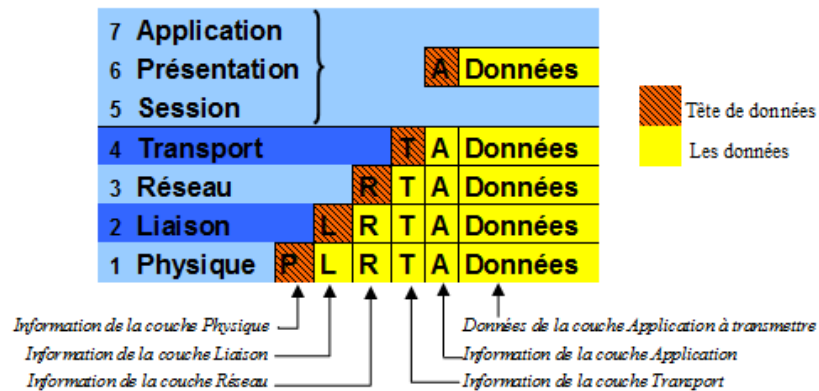 7 Application
6 Présentation A Données
5 Session
4 Transport T A Données
3 Réseau R T A Données
2 Liaison L R T A Données
1 Physique P L R T A Données
Tête de données
Les données
Information de la couche Physique
Information de la couche Liaison
Information de la couche Réseau
Données de la couche Application à transmettre
Information de la couche Application
Information de la couche Transport